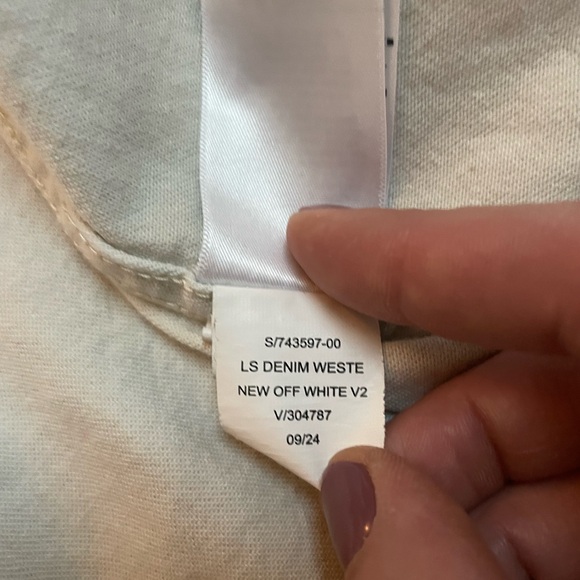 S/743597-00
LS DENIM WESTE
NEW OFF WHITE V2
V/304787
09/24